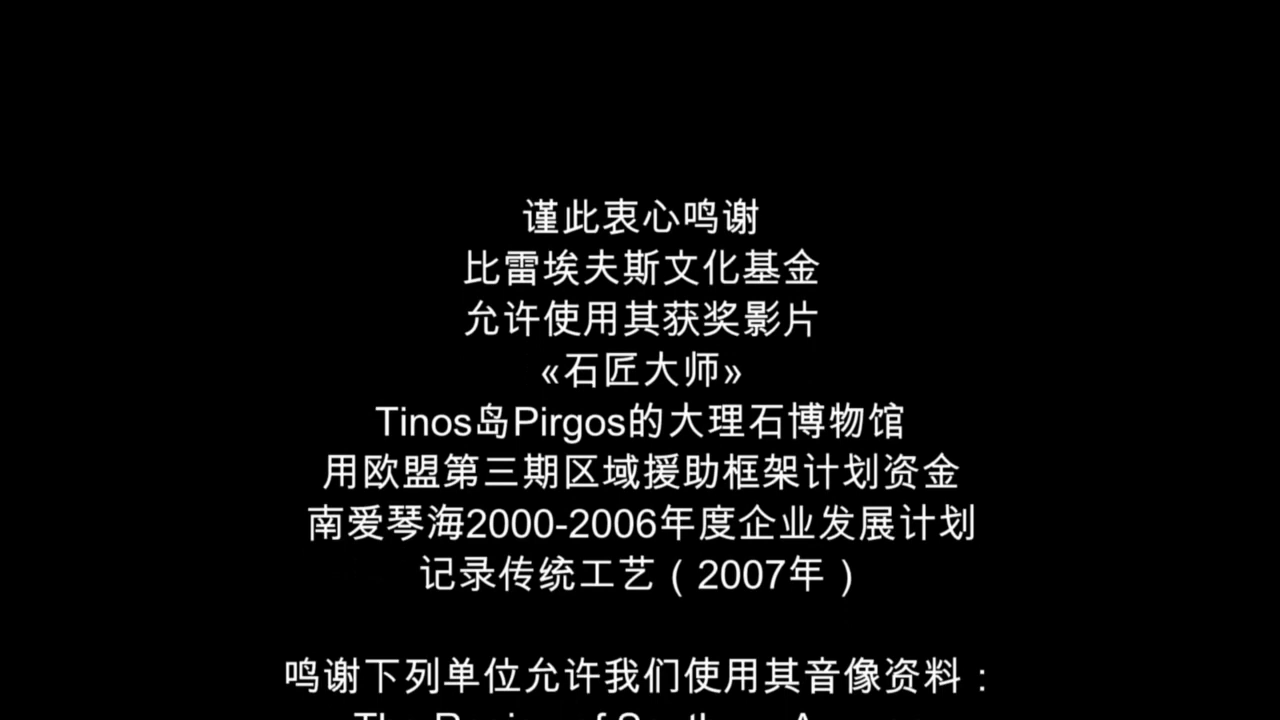 谨此衷心鸣谢
比雷埃夫斯文化基金
允许使用其获奖影片
«石匠大师»
Tinos岛Pirgos的大理石博物馆
用欧盟第三期区域援助框架计划资金
南爱琴海2000-2006年度企业发展计划
记录传统工艺（2007年）
鸣谢下列单位允许我们使用其音像资料：